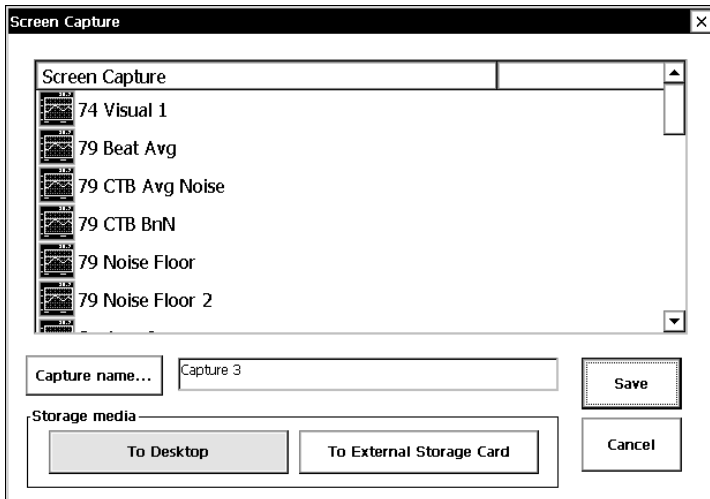 Screen Capture
Screen Capture
74 Visual 1
79 Beat Avg
79 CTB Avg Noise
79 CTB BnN
79 Noise Floor
79 Noise Floor 2
Capture name...
Capture 3
Save
Storage media
To Desktop
To External Storage Card
Cancel